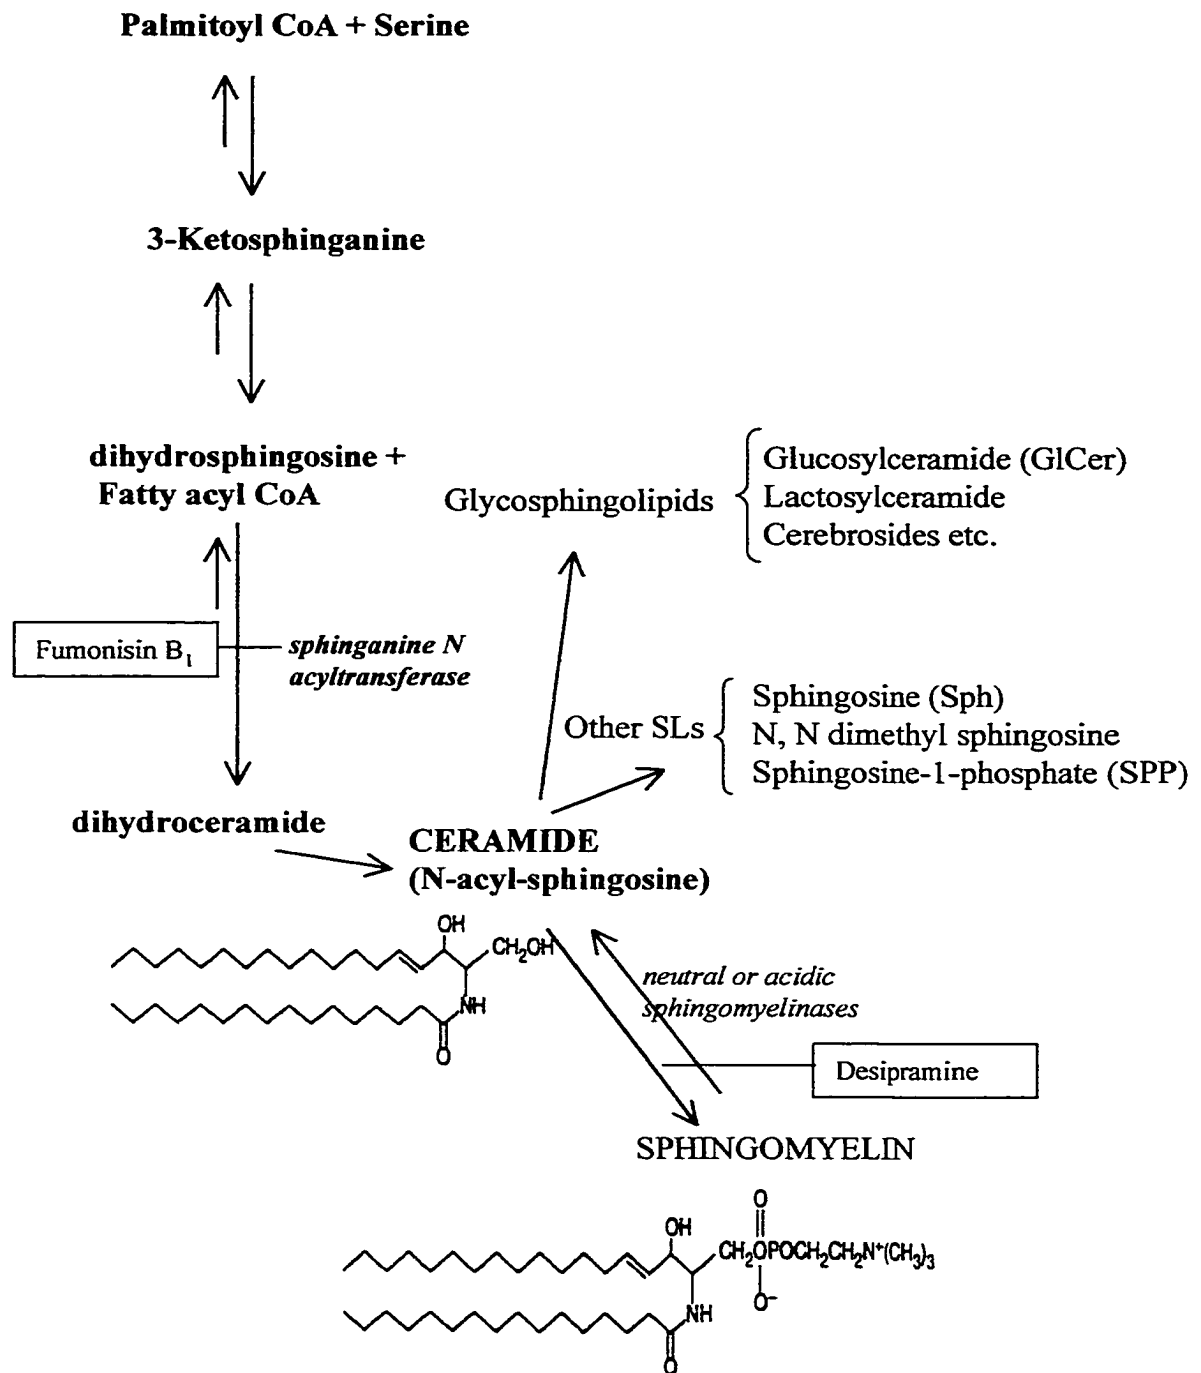 Palmitoyl CoA + Serine
3-Ketosphinganine
dihydrosphingosine +
Fatty acyl CoA
Glycosphingolipids
Glucosylceramide (GlCer)
Lactosylceramide
Cerebrosides etc.
Fumonisin B1
sphinganine N
acyltransferase
Other SLs
Sphingosine (Sph)
N, N dimethyl sphingosine
Sphingosine-1-phosphate (SPP)
dihydroceramide
CERAMIDE
(N-acyl-sphingosine)
OH
CH2OH
NH
O
neutral or acidic
sphingomyelinases
Desipramine
SPHINGOMYELIN
O
OH
CH2OPOCH2CH2N+(CH3)3
O-
NH
O